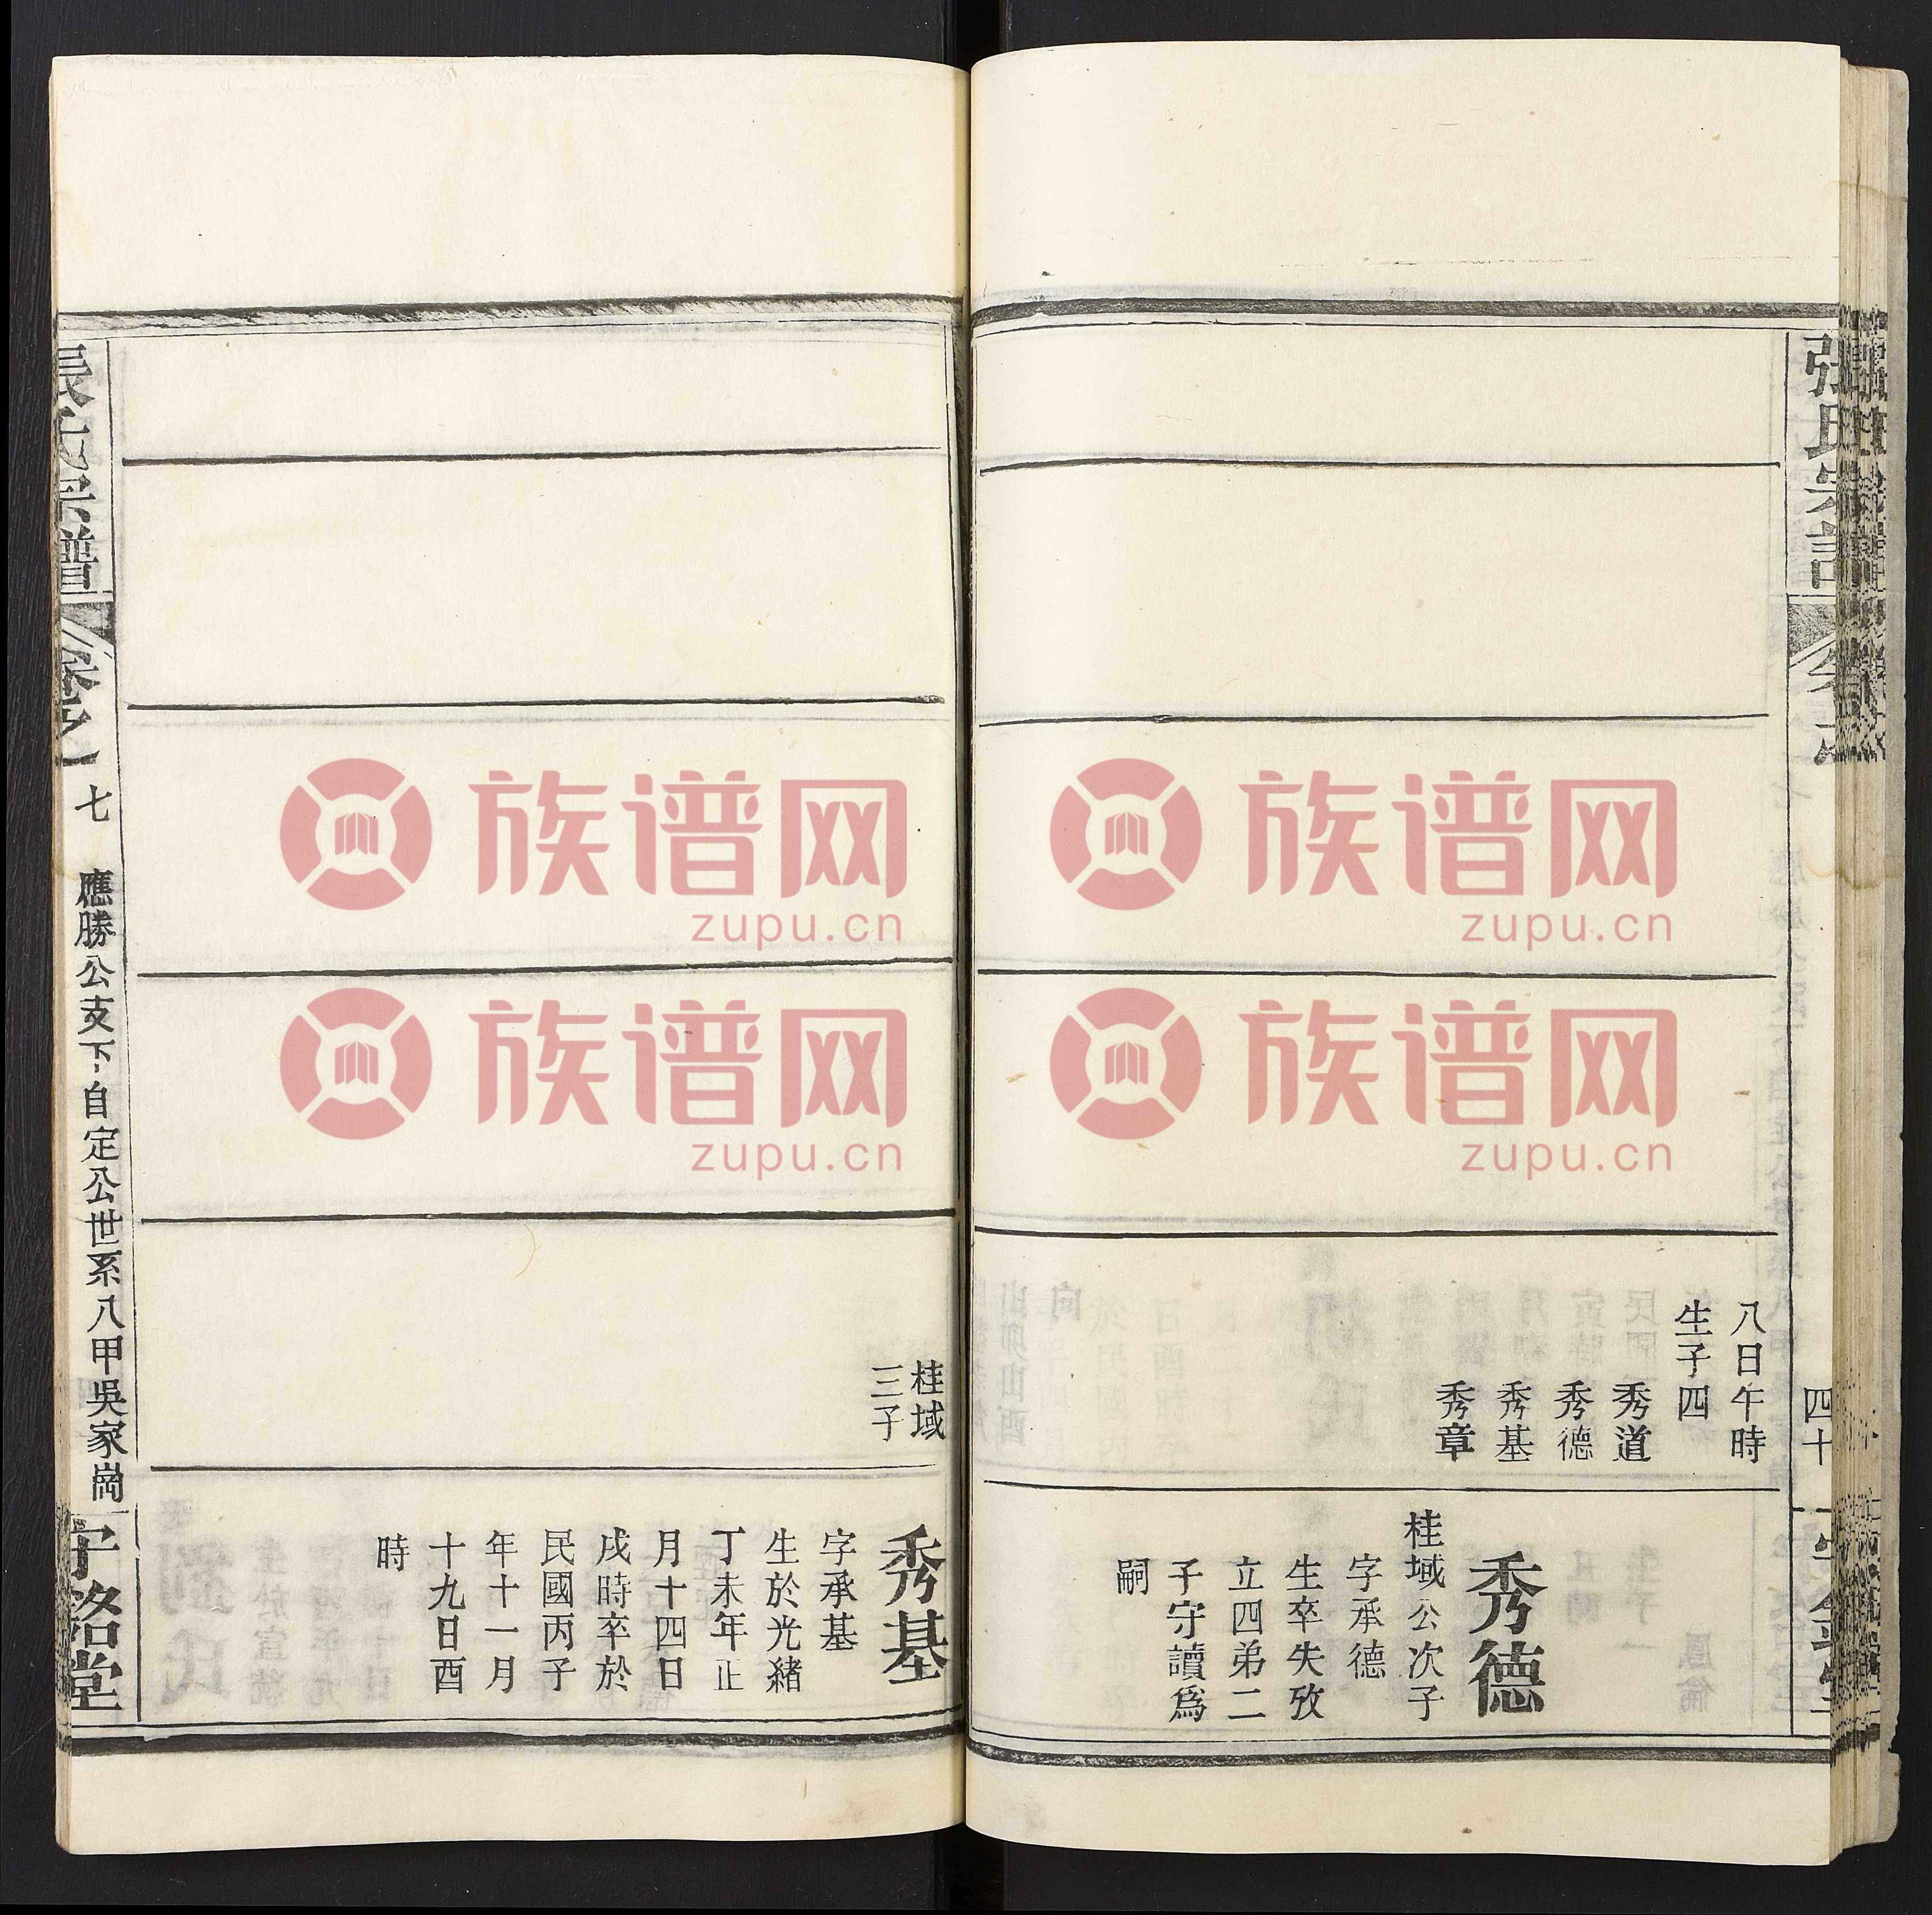 張氏宗譜
四十
八日午時
生子四
秀道
秀德
秀基
秀章
秀德
桂域公次子
字承德
生卒失攷
立四弟二
子守讀爲
嗣
桂域
三子
秀基
字承基
生於光緒
丁未年正
月十四日
戌時卒於
民國丙子
年十一月
十九日酉
時
張氏宗譜
卷之
七
應勝公支下自定公世系八甲吳家崗
堂
族谱网
zupu.cn
族谱网
zupu.cn
族谱网
zupu.cn
族谱网
zupu.cn